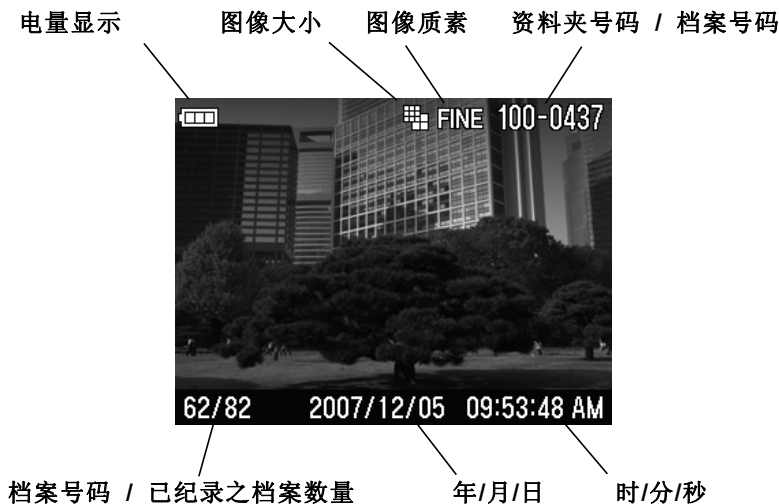 电量显示 图像大小 图像质素 资料夹号码 / 档案号码
FINE 100-0437
62/82 2007/12/05 09:53:48 AM
档案号码 / 已纪录之档案数量 年/月/日 时/分/秒